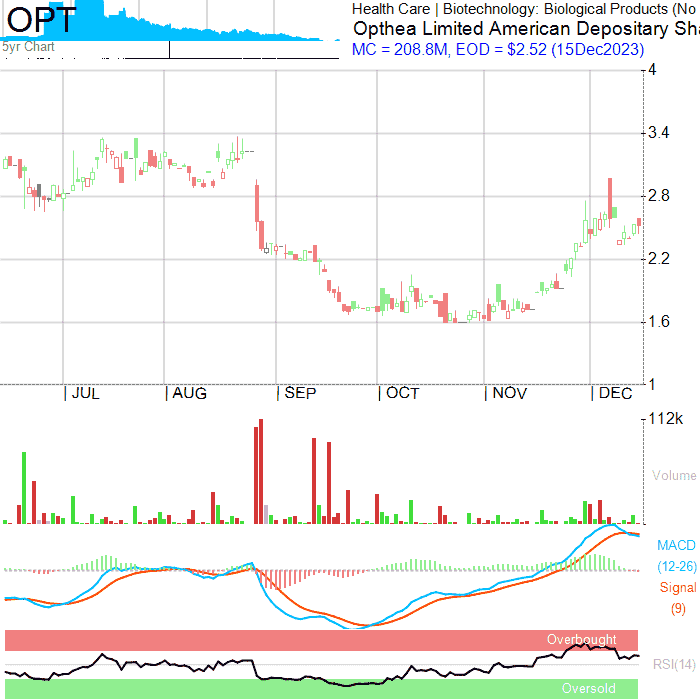 OPT
5yr Chart
Health Care | Biotechnology: Biological Products (No
Opthea Limited American Depositary Sha
MC = 208.8M, EOD = $2.52 (15Dec2023)
4
3.4
2.8
2.2
1.6
1
JUL AUG SEP OCT NOV DEC
112k
Volume
MACD
(12-26)
Signal
(9)
Overbought
RSI(14)
Oversold